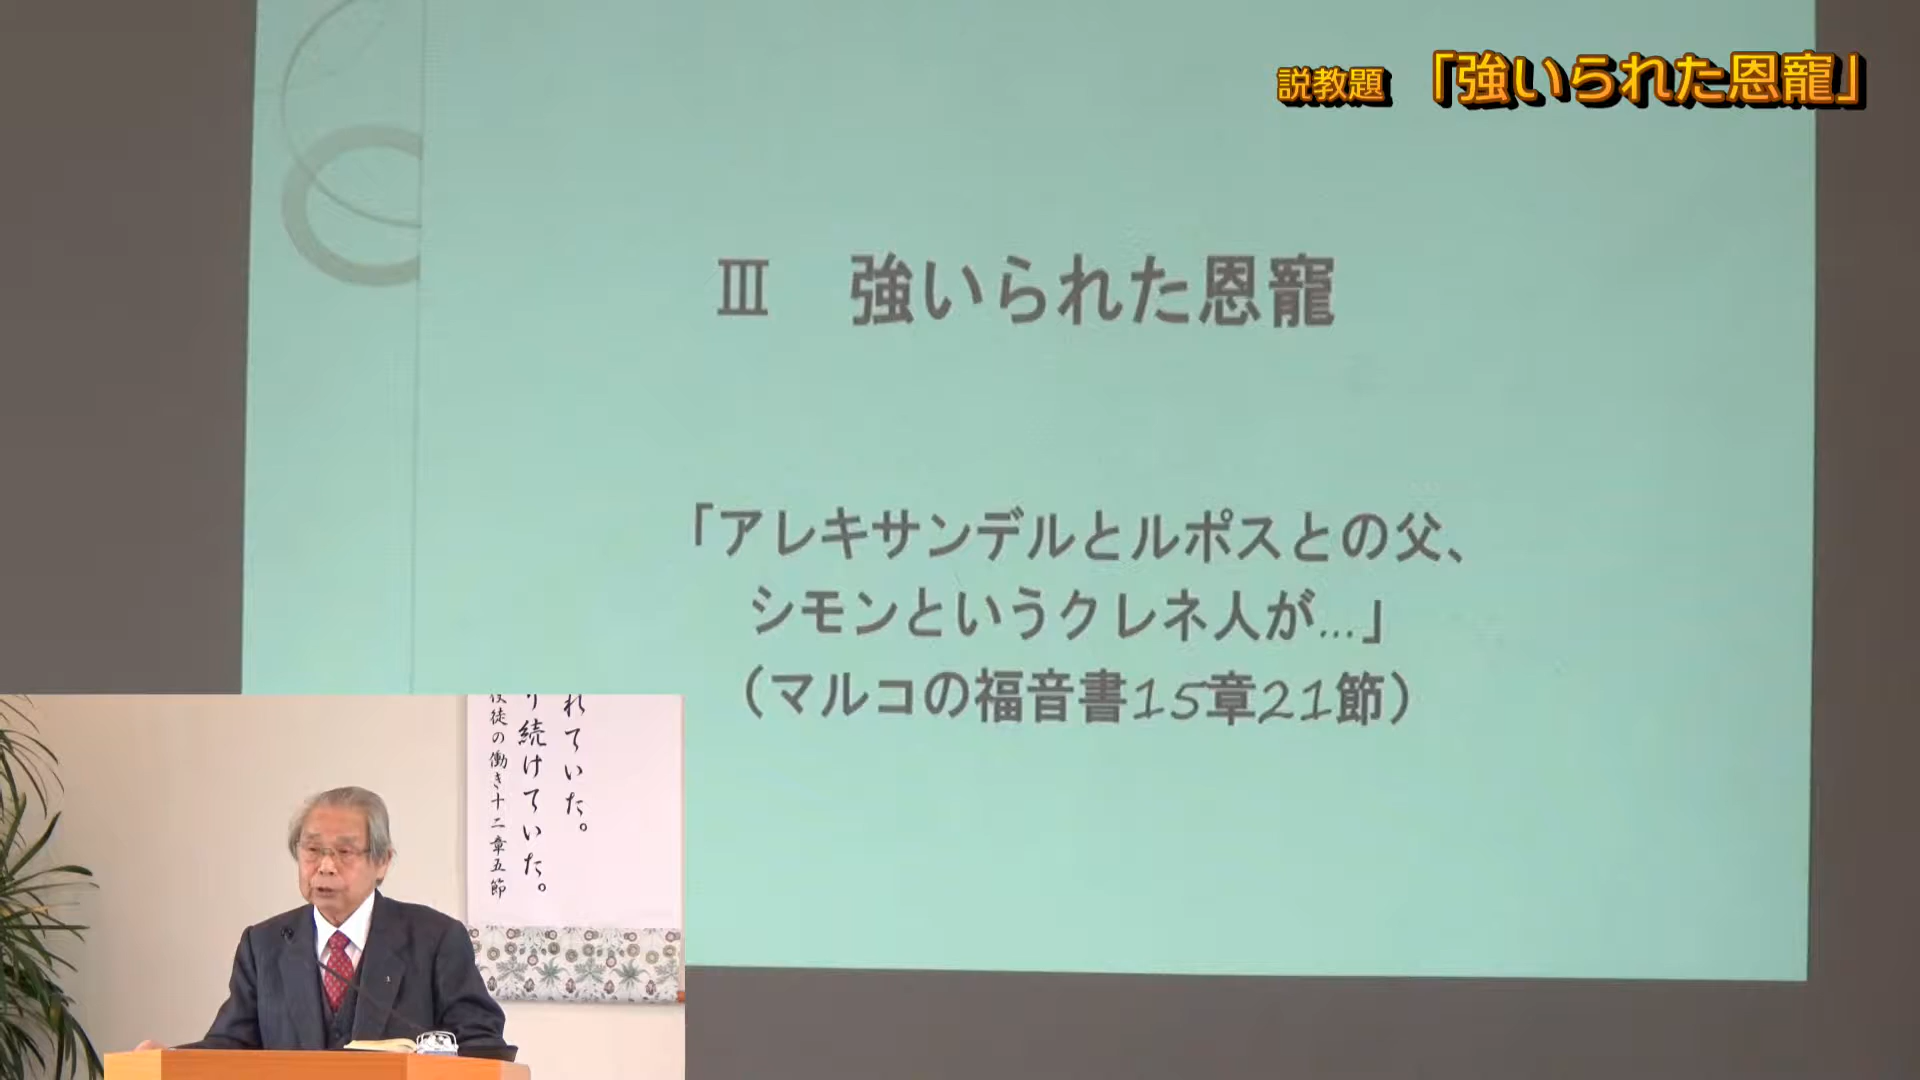 説教題 「強いられた恩寵」
Ⅲ 強いられた恩寵
「アレキサンデルとルポスとの父、
シモンというクレネ人が…」
（マルコの福音書15章21節）
れていた。
り続けていた。
使徒の働き十二章五節